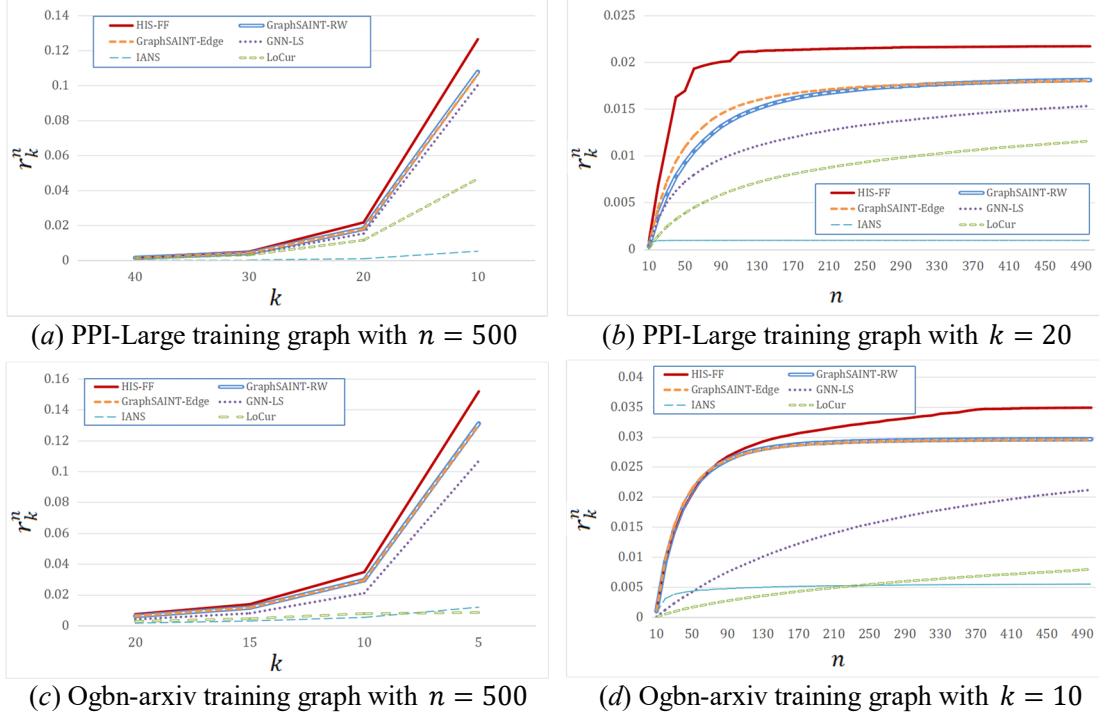 0.14
0.12
0.1
0.08
0.06
0.04
0.02
0
HIS-FF
GraphSAINT-RW
GraphSAINT-Edge
GNN-LS
IANS
LoCur
r_k^n
40 30 20 10
k
(a) PPI-Large training graph with n = 500
0.025
0.02
0.015
0.01
0.005
0
HIS-FF
GraphSAINT-RW
GraphSAINT-Edge
GNN-LS
IANS
LoCur
r_k^n
10 50 90 130 170 210 250 290 330 370 410 450 490
n
(b) PPI-Large training graph with k = 20
0.16
0.14
0.12
0.1
0.08
0.06
0.04
0.02
0
HIS-FF
GraphSAINT-RW
GraphSAINT-Edge
GNN-LS
IANS
LoCur
r_k^n
20 15 10 5
k
(c) Ogbn-arxiv training graph with n = 500
0.04
0.035
0.03
0.025
0.02
0.015
0.01
0.005
0
HIS-FF
GraphSAINT-RW
GraphSAINT-Edge
GNN-LS
IANS
LoCur
r_k^n
10 50 90 130 170 210 250 290 330 370 410 450 490
n
(d) Ogbn-arxiv training graph with k = 10